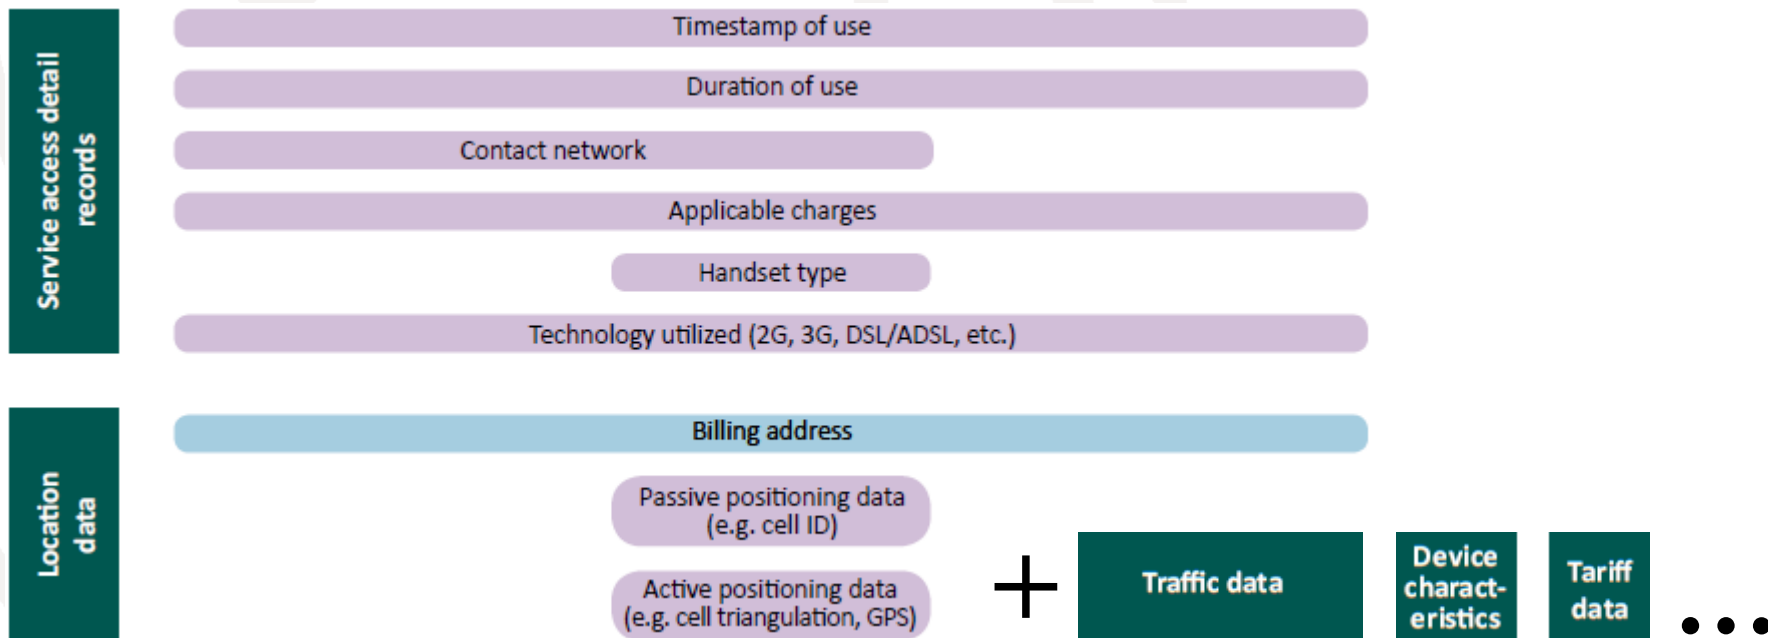 Service access detail
records
Timestamp of use
Duration of use
Contact network
Applicable charges
Handset type
Technology utilized (2G, 3G, DSL/ADSL, etc.)
Location
data
Billing address
Passive positioning data
(e.g. cell ID)
Active positioning data
(e.g. cell triangulation, GPS)
+
Traffic data
Device
charact-
eristics
Tariff
data
...